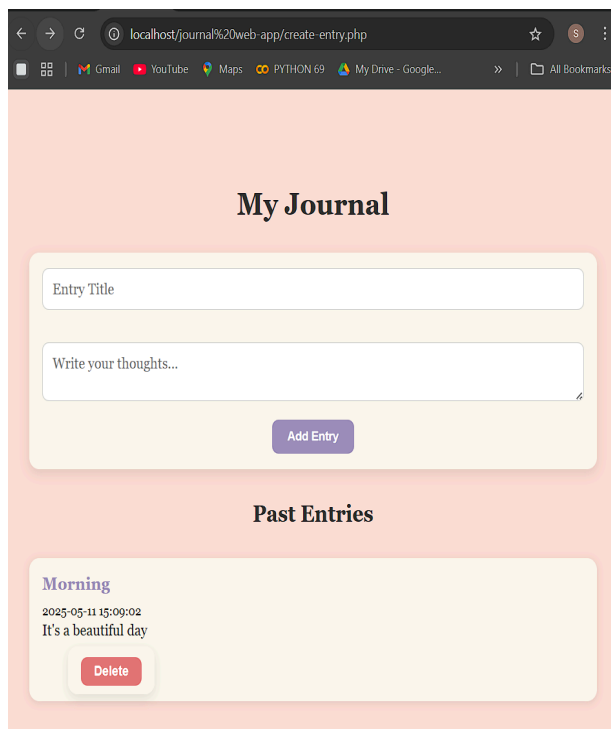 localhost/journal%20web-app/create-entry.php
S
Gmail YouTube Maps PYTHON 69 My Drive - Google... » All Bookmarks
My Journal
Entry Title
Write your thoughts...
Add Entry
Past Entries
Morning
2025-05-11 15:09:02
It's a beautiful day
Delete